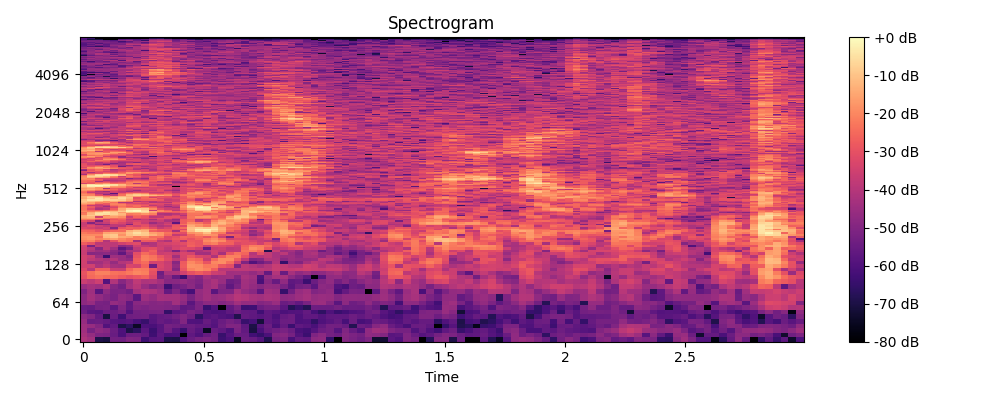 Spectrogram
+0 dB
4096
-10 dB
2048
-20 dB
1024
-30 dB
Hz
512
-40 dB
256
-50 dB
128
-60 dB
64
-70 dB
0
-80 dB
0 0.5 1 1.5 2 2.5
Time